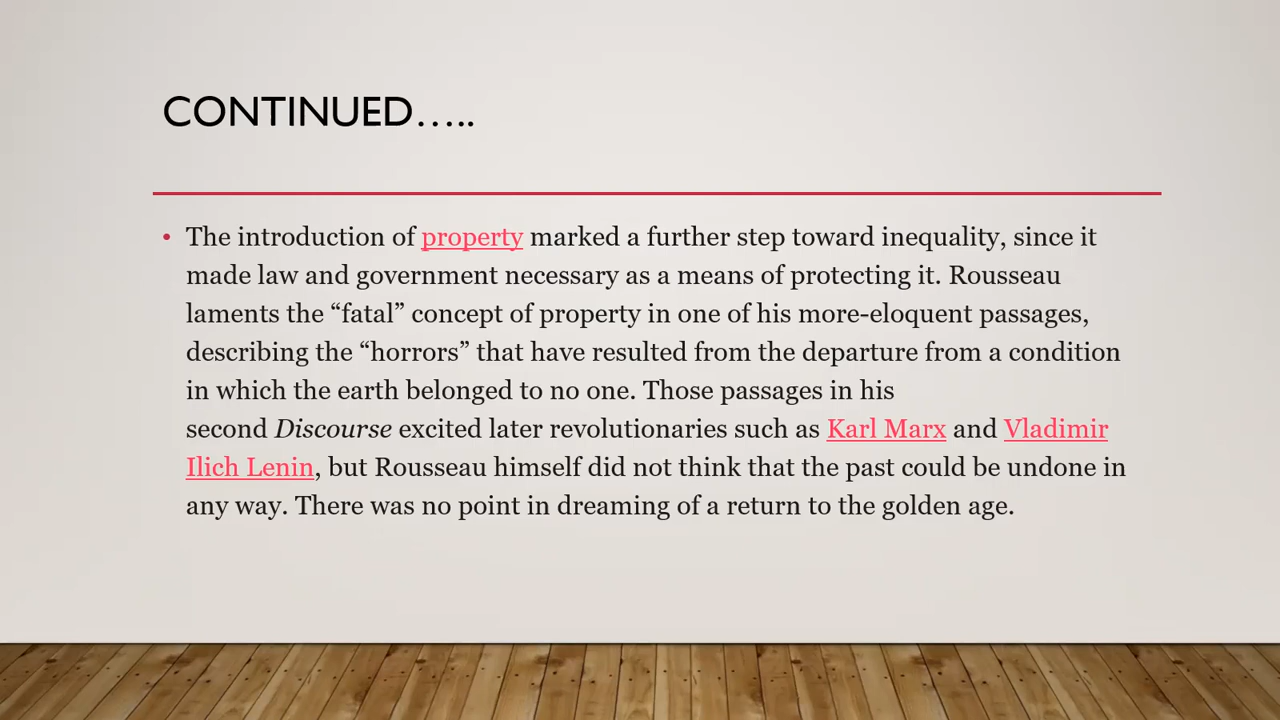 CONTINUED.....
• The introduction of property marked a further step toward inequality, since it
made law and government necessary as a means of protecting it. Rousseau
laments the “fatal” concept of property in one of his more-eloquent passages,
describing the “horrors” that have resulted from the departure from a condition
in which the earth belonged to no one. Those passages in his
second Discourse excited later revolutionaries such as Karl Marx and Vladimir
Ilich Lenin, but Rousseau himself did not think that the past could be undone in
any way. There was no point in dreaming of a return to the golden age.